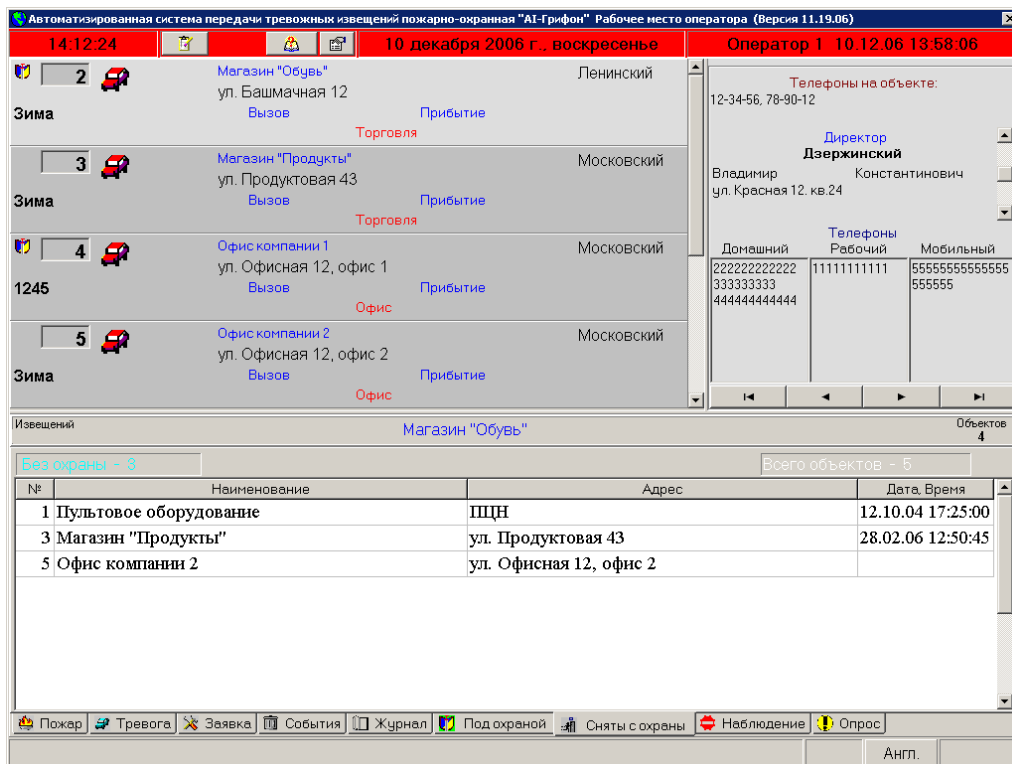 Автоматизированная система передачи тревожных извещений пожарно-охранная "AI-Грифон" Рабочее место оператора (Версия 11.19.06)
14:12:24 10 декабря 2006 г., воскресенье Оператор 1 10.12.06 13:58:06
2 Магазин "Обувь" Ленинский
ул. Башмачная 12
Зима Вызов Прибытие
Торговля
3 Магазин "Продукты" Московский
ул. Продуктовая 43
Зима Вызов Прибытие
Торговля
4 Офис компании 1 Московский
ул. Офисная 12, офис 1
1245 Вызов Прибытие
Офис
5 Офис компании 2 Московский
ул. Офисная 12, офис 2
Зима Вызов Прибытие
Офис
Телефоны на объекте:
12-34-56, 78-90-12
Директор
Дзержинский
Владимир Константинович
ул. Красная 12. кв.24
Телефоны
Домашний Рабочий Мобильный
222222222222 11111111111 55555555555555
333333333 555555
444444444444
Извещений Магазин "Обувь" Объектов
4
Без охраны - 3 Всего объектов - 5
№ Наименование Адрес Дата, Время
1 Пультовое оборудование ПЦН 12.10.04 17:25:00
3 Магазин "Продукты" ул. Продуктовая 43 28.02.06 12:50:45
5 Офис компании 2 ул. Офисная 12, офис 2
Пожар Тревога Заявка События Журнал Под охраной Сняты с охраны Наблюдение Опрос
Англ.